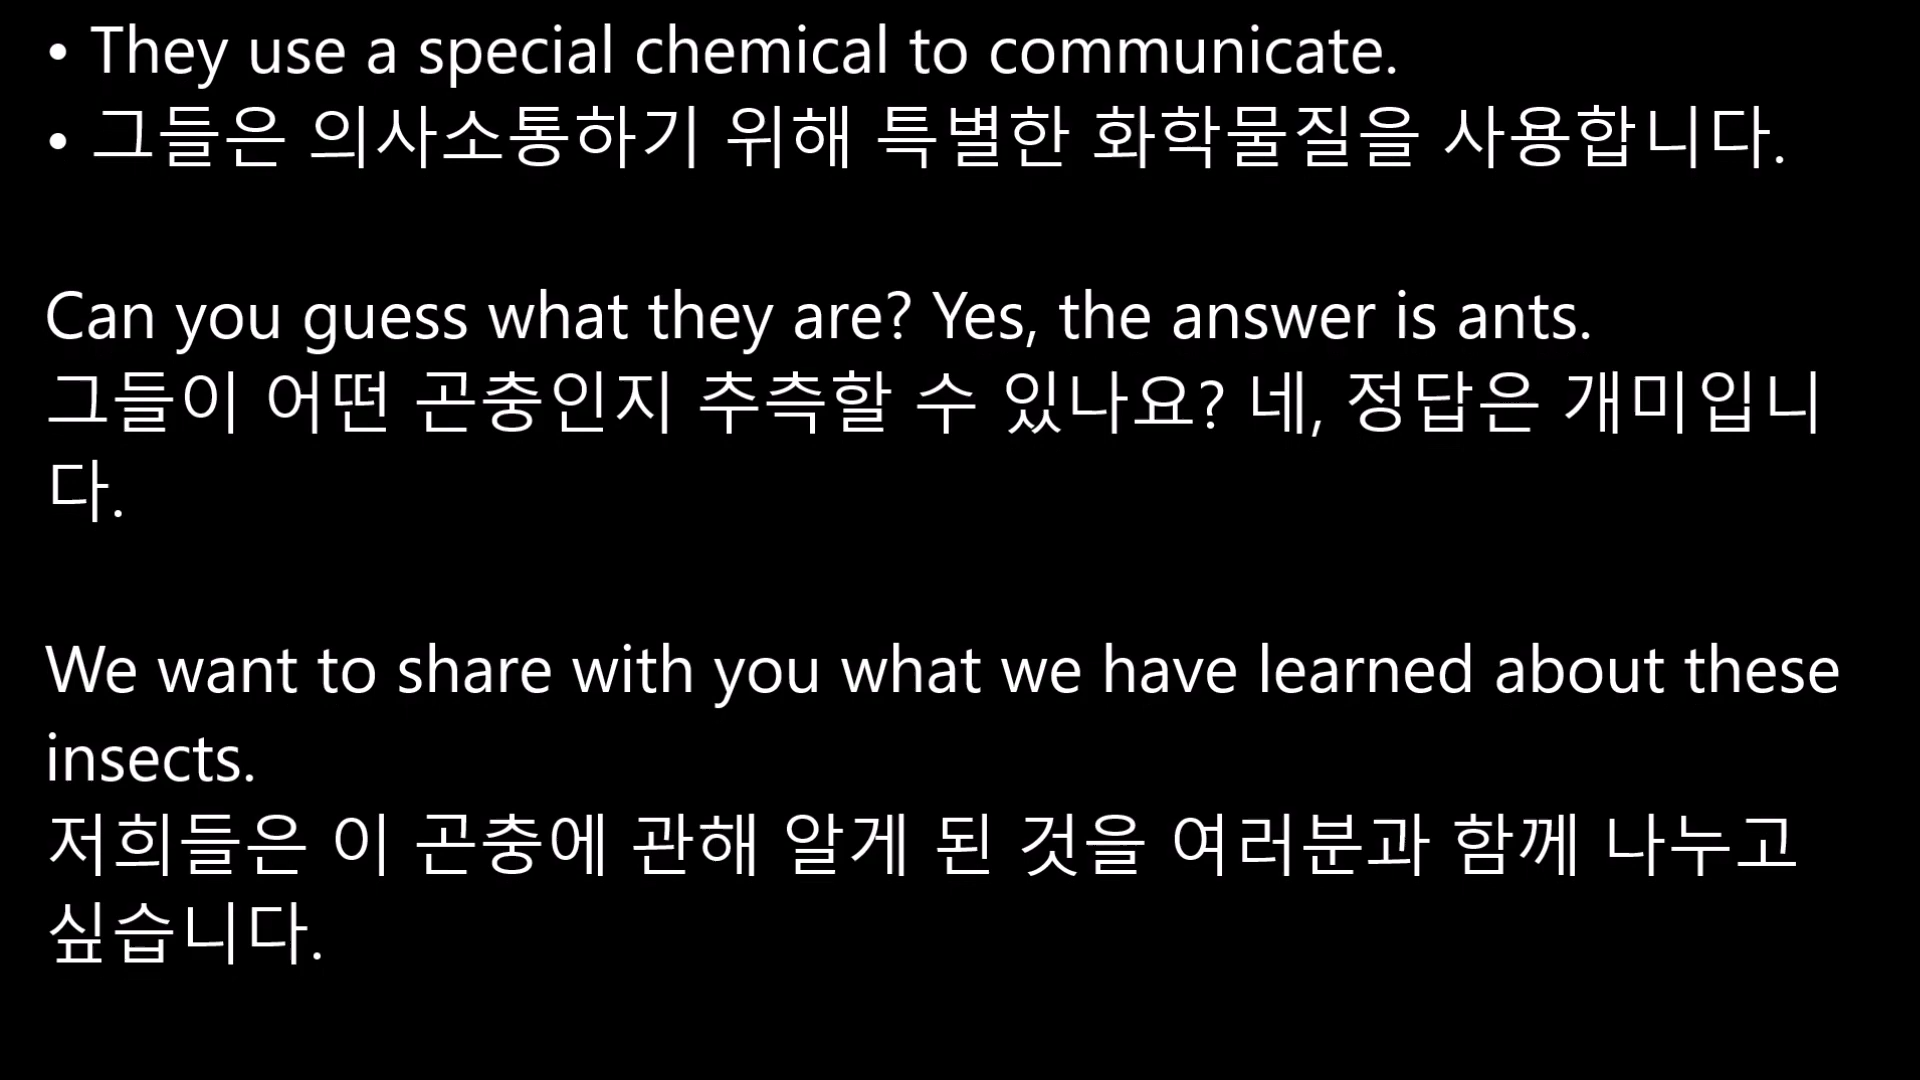 • They use a special chemical to communicate.
• 그들은 의사소통하기 위해 특별한 화학물질을 사용합니다.
Can you guess what they are? Yes, the answer is ants.
그들이 어떤 곤충인지 추측할 수 있나요? 네, 정답은 개미입니
다.
We want to share with you what we have learned about these
insects.
저희들은 이 곤충에 관해 알게 된 것을 여러분과 함께 나누고
싶습니다.